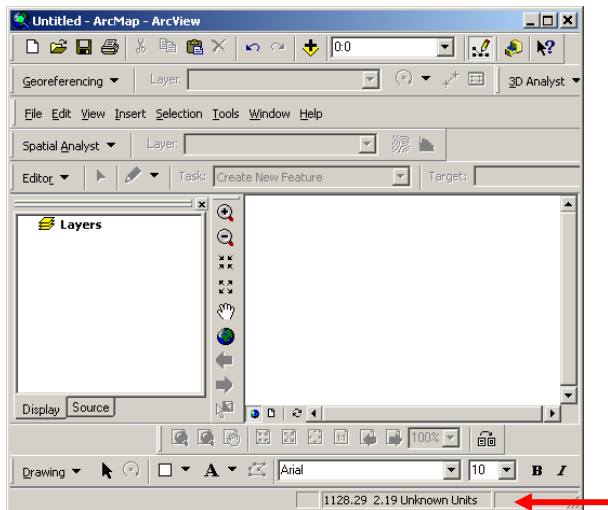 Untitled - ArcMap - ArcView
0:0
Georeferencing Layer: 3D Analyst
File Edit View Insert Selection Tools Window Help
Spatial Analyst Layer:
Editor Task: Create New Feature Target:
Layers
Display Source
100%
Drawing A Arial 10 B I
1128.29 2.19 Unknown Units